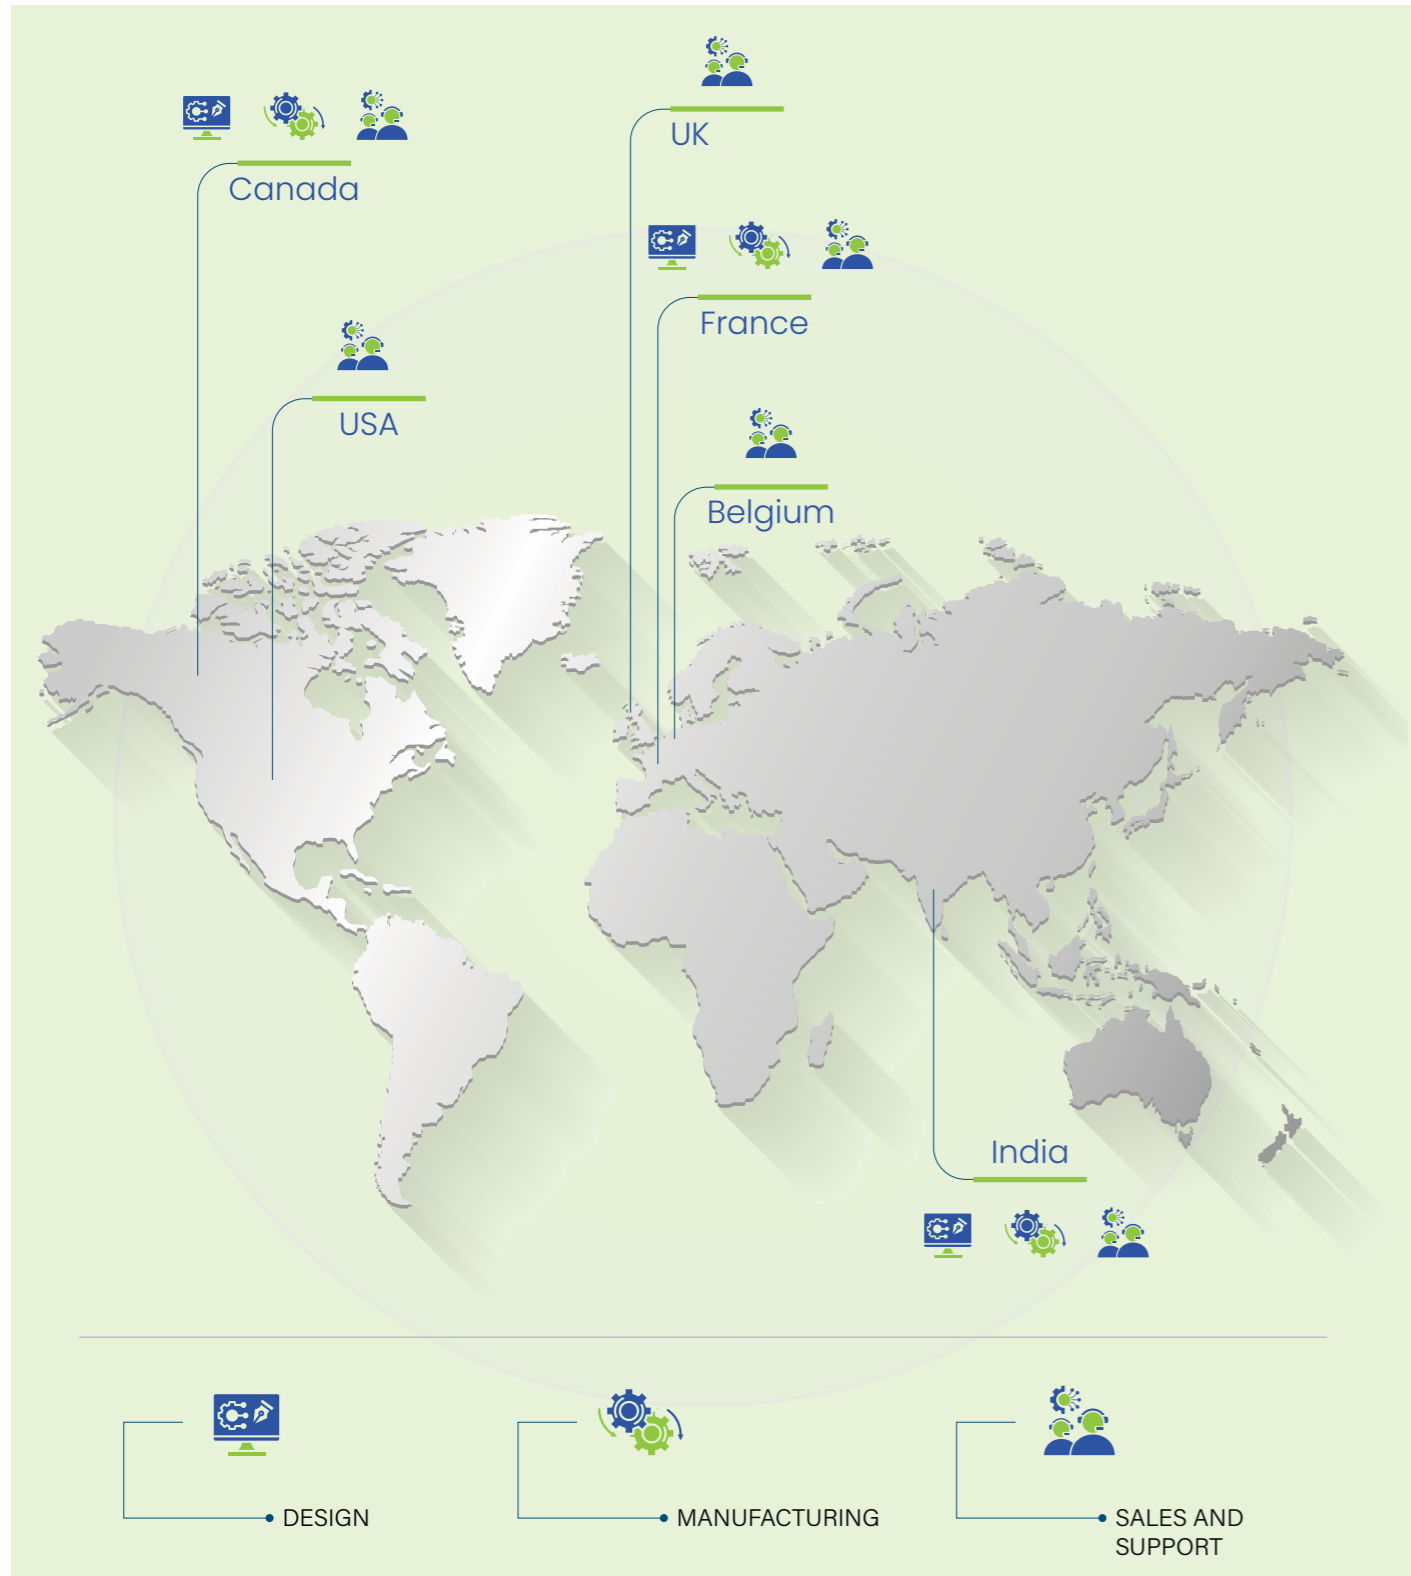 UK
Canada
France
USA
Belgium
India
DESIGN
MANUFACTURING
SALES AND
SUPPORT